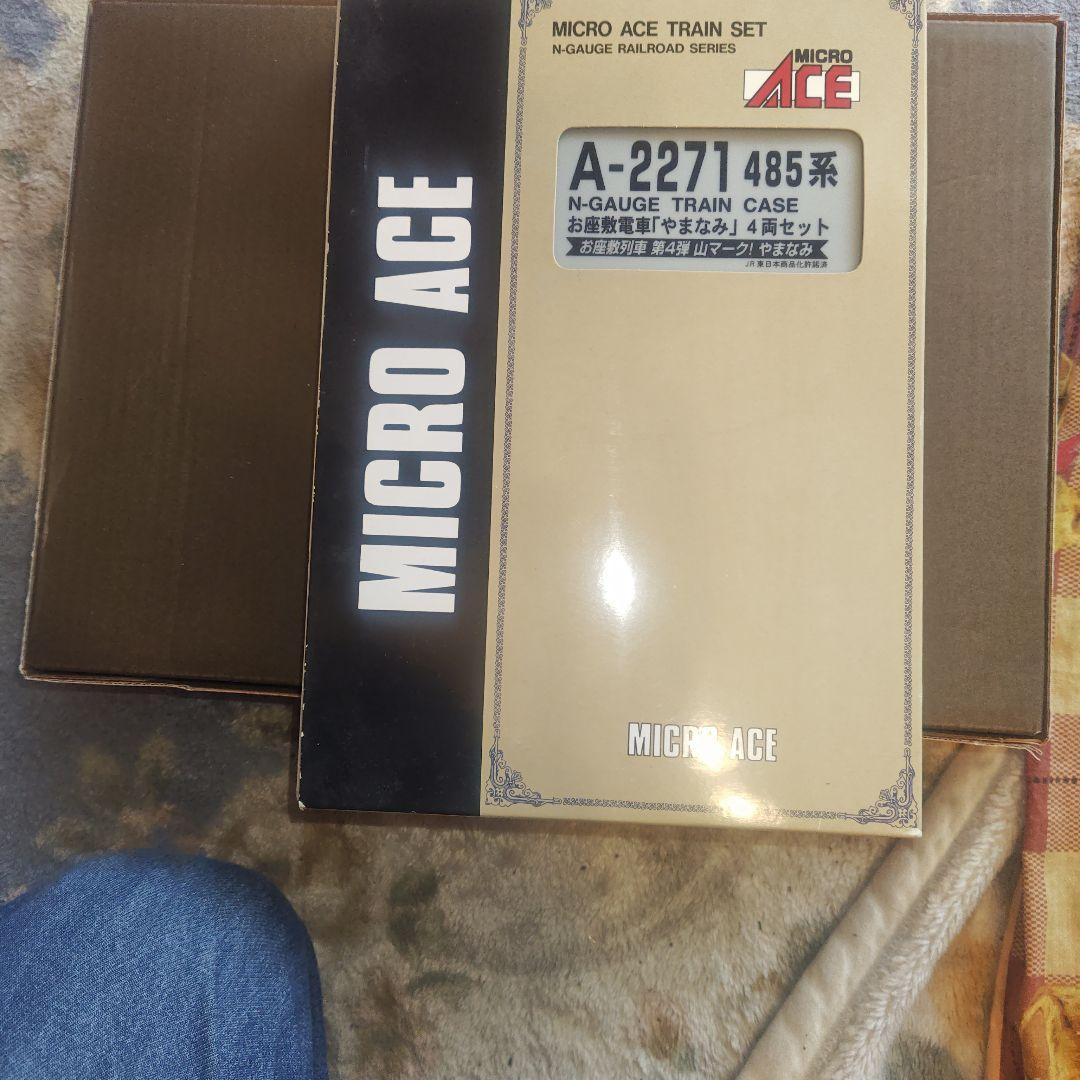 MICRO ACE TRAIN SET
N-GAUGE RAILROAD SERIES
MICRO
ACE
A-2271 485系
N-GAUGE TRAIN CASE
お座敷電車「やまなみ」4両セット
お座敷列車 第4弾 山マーク! やまなみ
JR東日本商品化許諾済
MICRO ACE
MICRO ACE